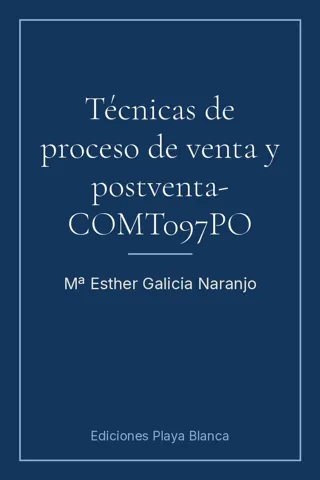 Técnicas de
proceso de venta y
postventa-
COMT097PO
Mª Esther Galicia Naranjo
Ediciones Playa Blanca